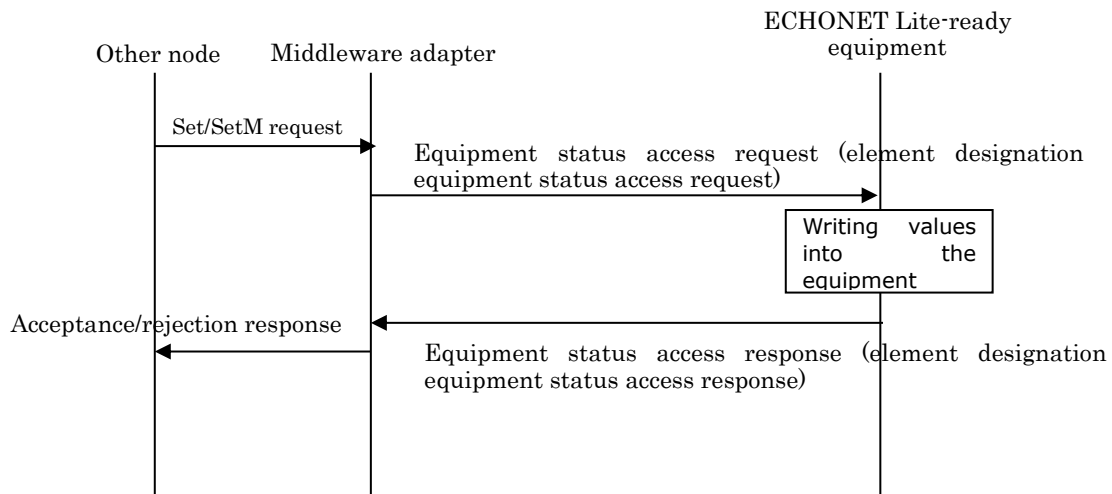 ECHONET Lite-ready
equipment
Other node
Middleware adapter
Set/SetM request
Equipment status access request (element designation
equipment status access request)
Writing values
into the
equipment
Acceptance/rejection response
Equipment status access response (element designation
equipment status access response)